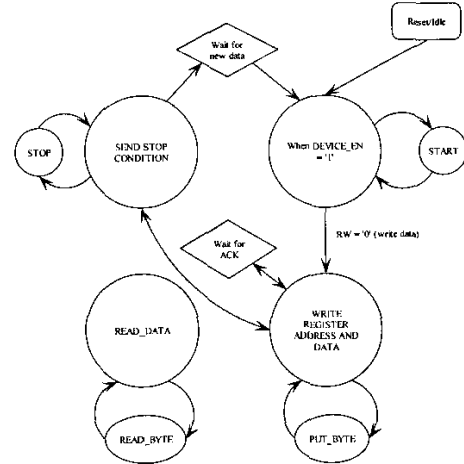 Reset/Idle
Wait for
new data
STOP
SEND STOP
CONDITION
When DEVICE_EN
= '1'
START
RW = '0' (write data)
Wait for
ACK
READ_DATA
WRITE
REGISTER
ADDRESS AND
DATA
READ_BYTE
PUT_BYTE